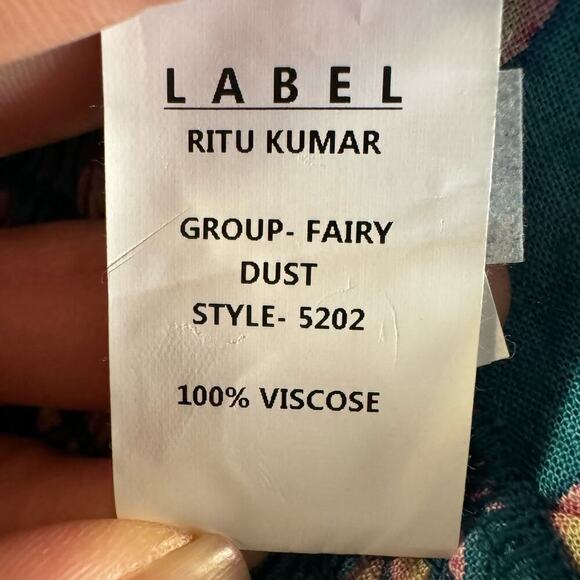 LABEL
RITU KUMAR
GROUP- FAIRY
DUST
STYLE- 5202
100% VISCOSE